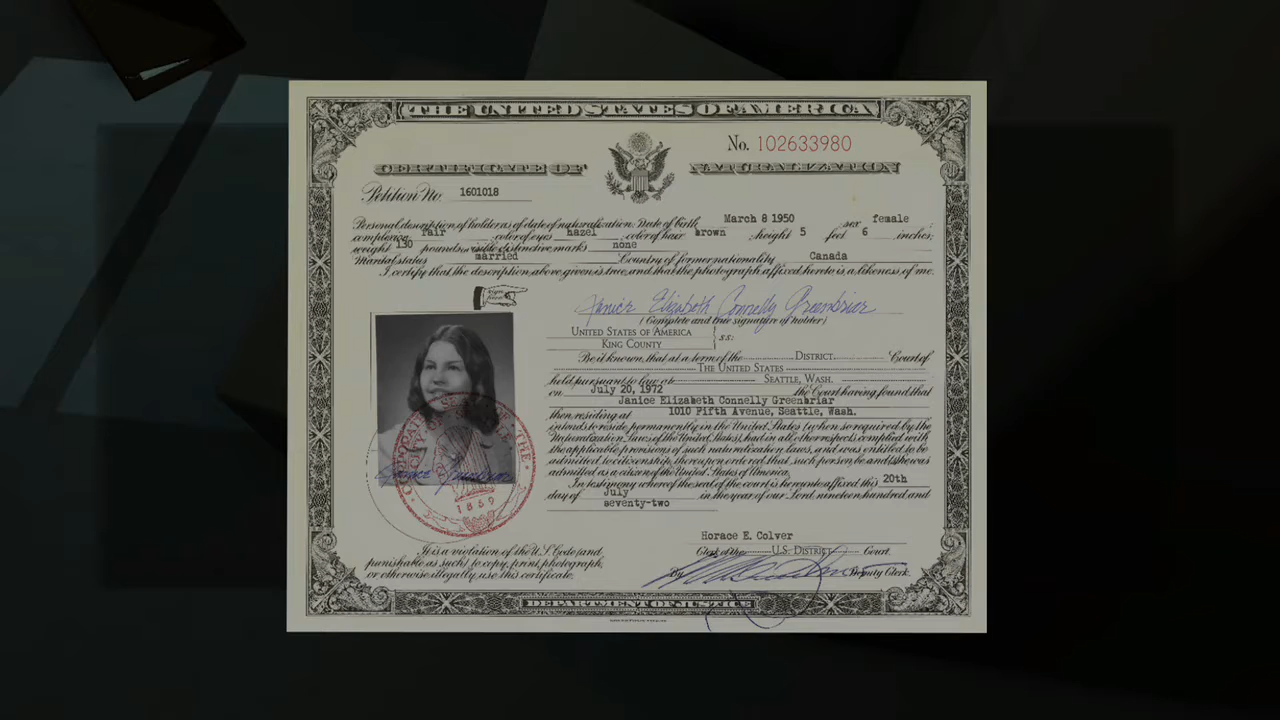 THE UNITED STATES OF AMERICA
No. 102633980
CERTIFICATE OF NATURALIZATION
Petition No. 1601018
Personal description of holder as of date of naturalization: Date of birth March 8 1950 sex female
complexion fair color of eyes hazel color of hair brown height 5 feet 6 inches;
weight 130 pounds; visible distinctive marks none
Marital status married Country of former nationality Canada
I certify that the description above given is true, and that the photograph affixed hereto is a likeness of me.
Sign here
Janice Elizabeth Connelly Greenbrier
(Complete and true signature of holder)
UNITED STATES OF AMERICA
KING COUNTY
ss:
Be it known, that at a term of the DISTRICT. Court of
THE UNITED STATES
held pursuant to law at SEATTLE, WASH.
on July 20, 1972 the Court having found that
Janice Elizabeth Connelly Greenbriar
then residing at 1010 Fifth Avenue, Seattle, Wash.
intends to reside permanently in the United States (when so required by the
Naturalization Laws of the United States), had in all other respects complied with
the applicable provisions of such naturalization laws, and was entitled to be
admitted to citizenship, thereupon ordered that such person be and (s)he was
admitted as a citizen of the United States of America.
In testimony whereof the seal of the court is hereunto affixed this 20th
day of July in the year of our Lord nineteen hundred and
seventy-two
1859
Horace E. Colver
Clerk of the U.S. DISTRICT Court.
By Deputy Clerk.
It is a violation of the U.S. Code (and
punishable as such) to copy, print, photograph,
or otherwise illegally use this certificate.
DEPARTMENT OF JUSTICE